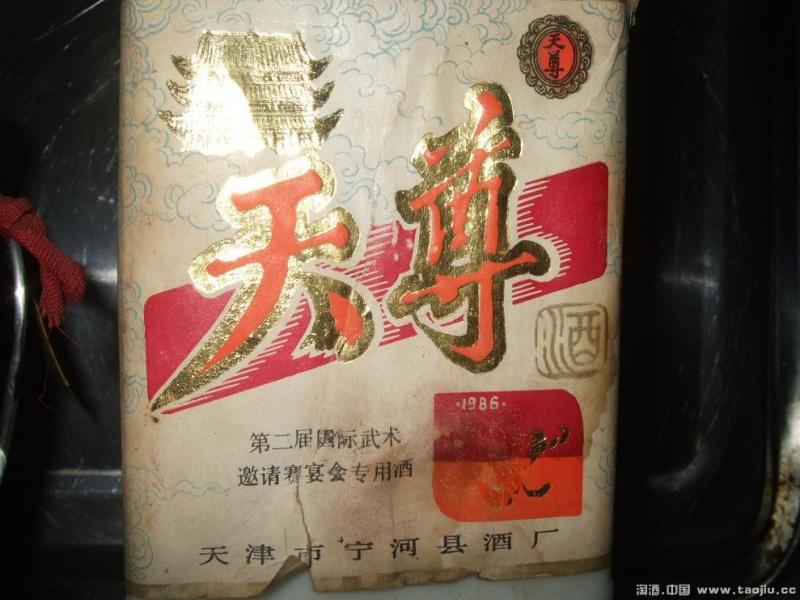 天尊
天尊
酒
·1986·
第二届国际武术
邀请赛宴会专用酒
天津市宁河县酒厂
淘酒.中国 www.taojiu.cc